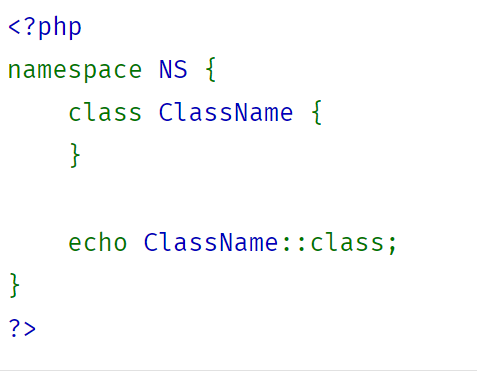 <?php
namespace NS {
    class ClassName {
    }

    echo ClassName::class;
}
?>